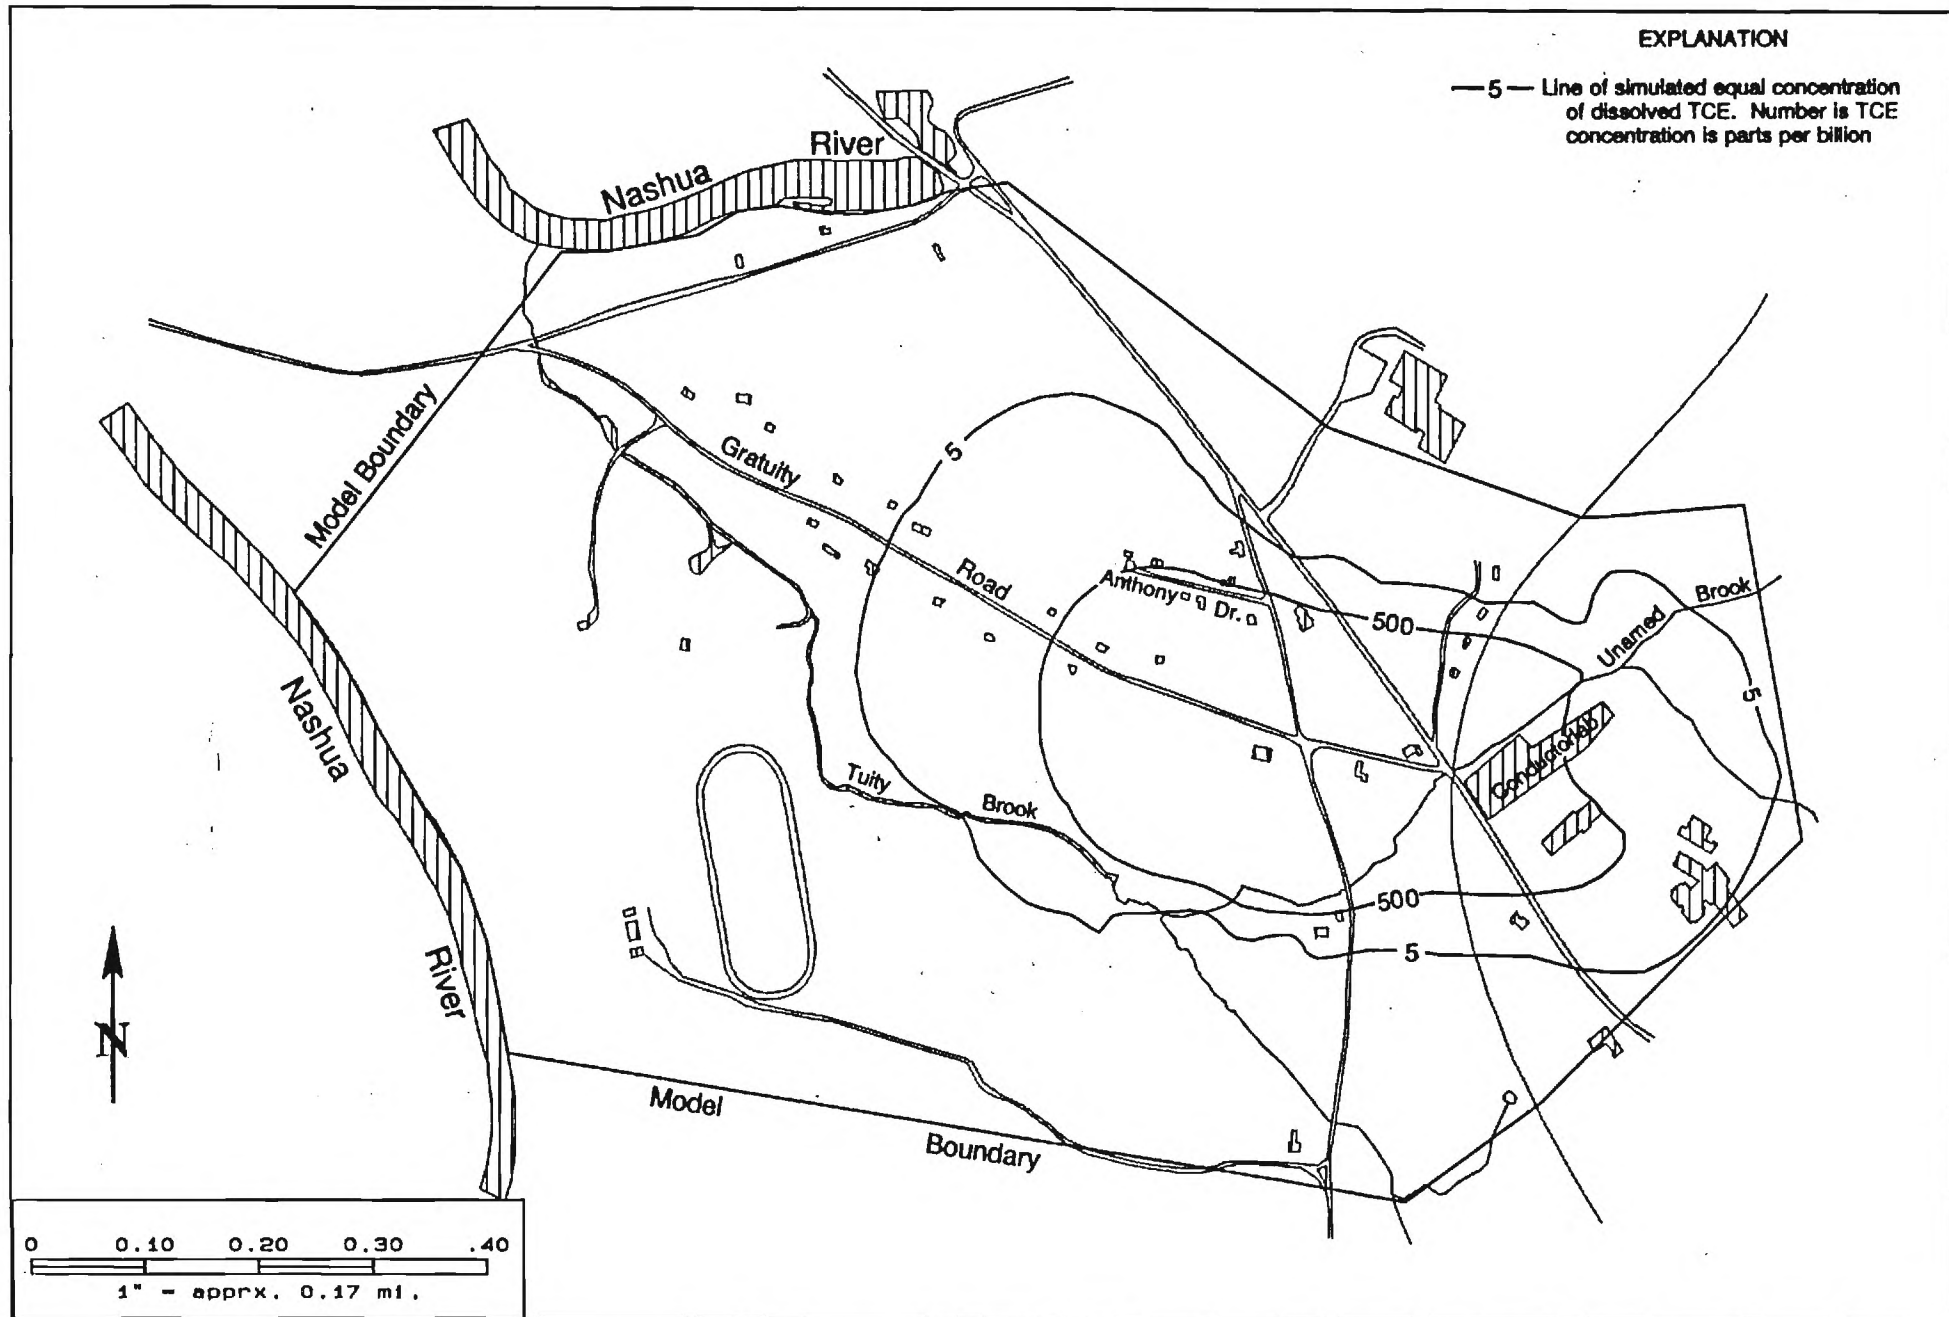 EXPLANATION
—5— Line of simulated equal concentration
of dissolved TCE. Number is TCE
concentration is parts per billion
Nashua River
Model Boundary
Gratuity Road
5
Anthony Dr.
500
Unamed Brook
5
Conductorlab
Nashua River
Tuity Brook
500
5
N
Model Boundary
0 0.10 0.20 0.30 .40
1" - apprx. 0.17 mi.